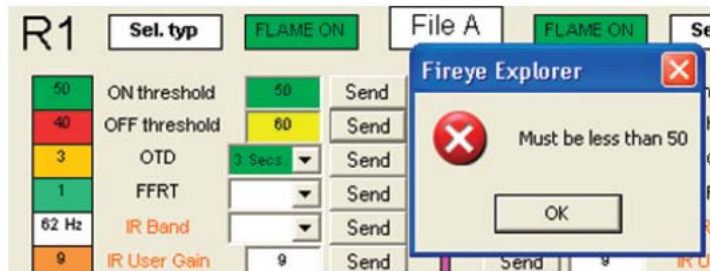 R1 Sel. typ FLAME ON File A FLAME ON Se
Fireye Explorer
Must be less than 50
OK
50 ON threshold 50 Send
40 OFF threshold 60 Send
3 OTD 3 Secs. Send
1 FFRT Send
62 Hz IR Band Send
9 IR User Gain 9 Send Send 9 IR U